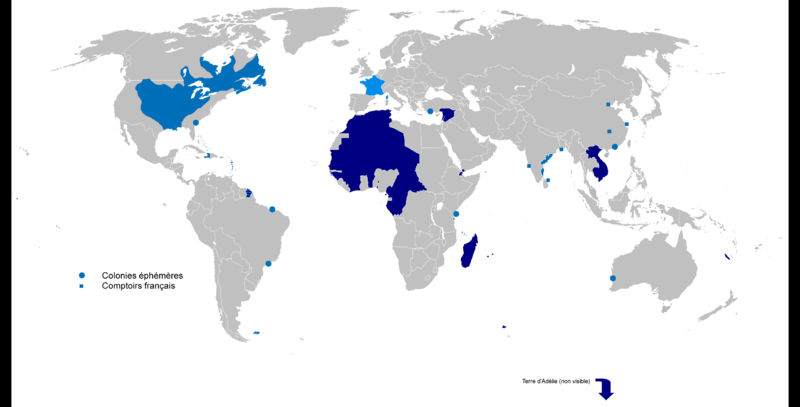 Colonies éphémères
Comptoirs français
Terre d'Adélie (non visible)